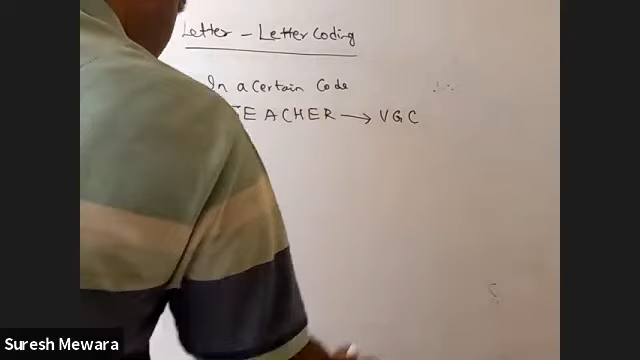 Letter - Letter Coding
In a certain Code
TEACHER → VGC
Suresh Mewara